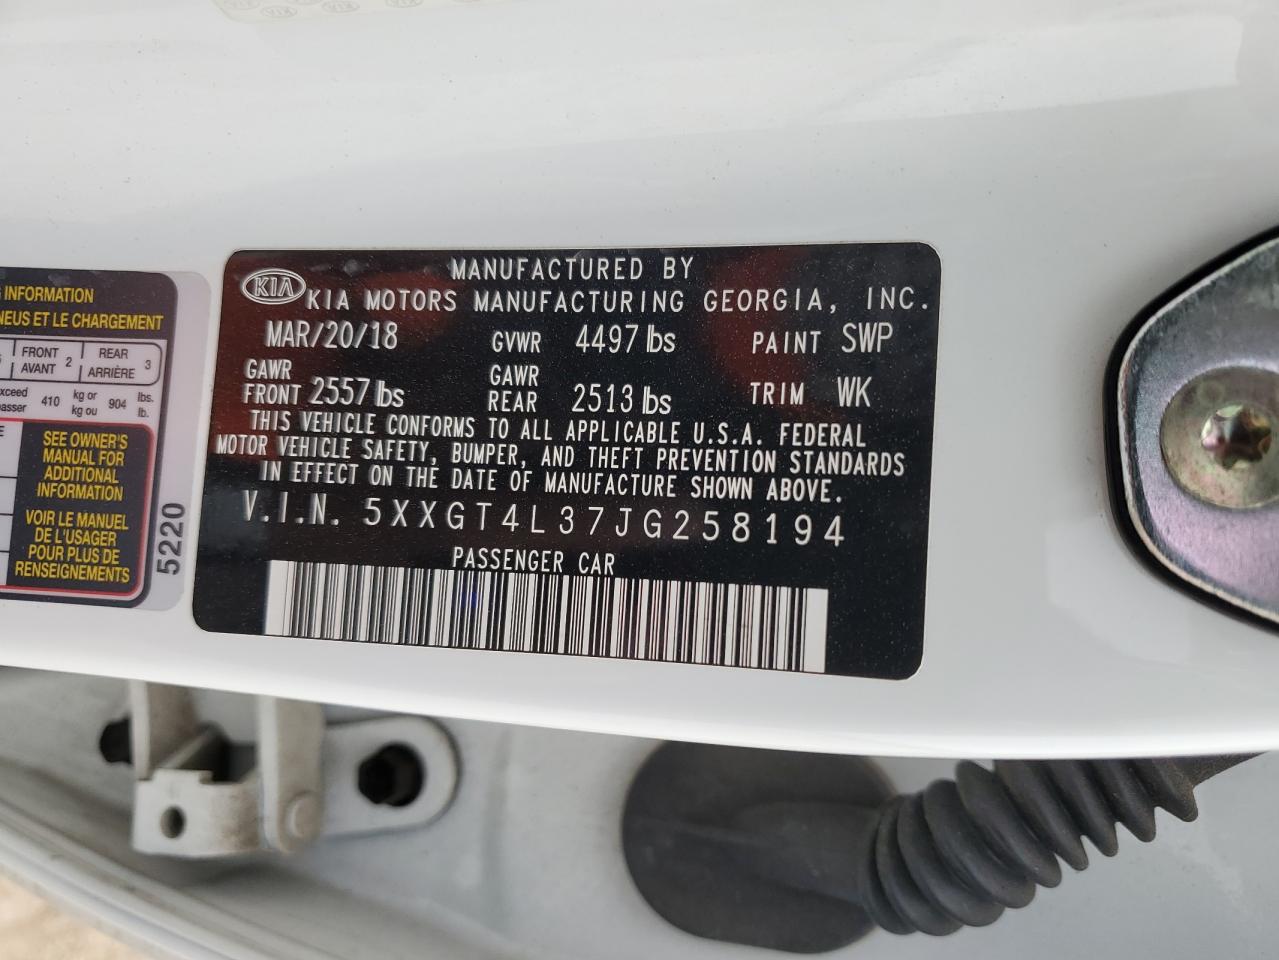 MANUFACTURED BY
KIA KIA MOTORS MANUFACTURING GEORGIA, INC.
MAR/20/18 GVWR 4497 lbs PAINT SWP
GAWR FRONT 2557 lbs GAWR REAR 2513 lbs TRIM WK
THIS VEHICLE CONFORMS TO ALL APPLICABLE U.S.A. FEDERAL
MOTOR VEHICLE SAFETY, BUMPER, AND THEFT PREVENTION STANDARDS
IN EFFECT ON THE DATE OF MANUFACTURE SHOWN ABOVE.
V.I.N. 5XXGT4L37JG258194
PASSENGER CAR
INFORMATION
ET LE CHARGEMENT
FRONT AVANT 2 REAR ARRIÈRE 3
410 kg or kg ou 904 lbs. lb.
SEE OWNER'S
MANUAL FOR
ADDITIONAL
INFORMATION
VOIR LE MANUEL
DE L'USAGER
POUR PLUS DE
RENSEIGNEMENTS
5220